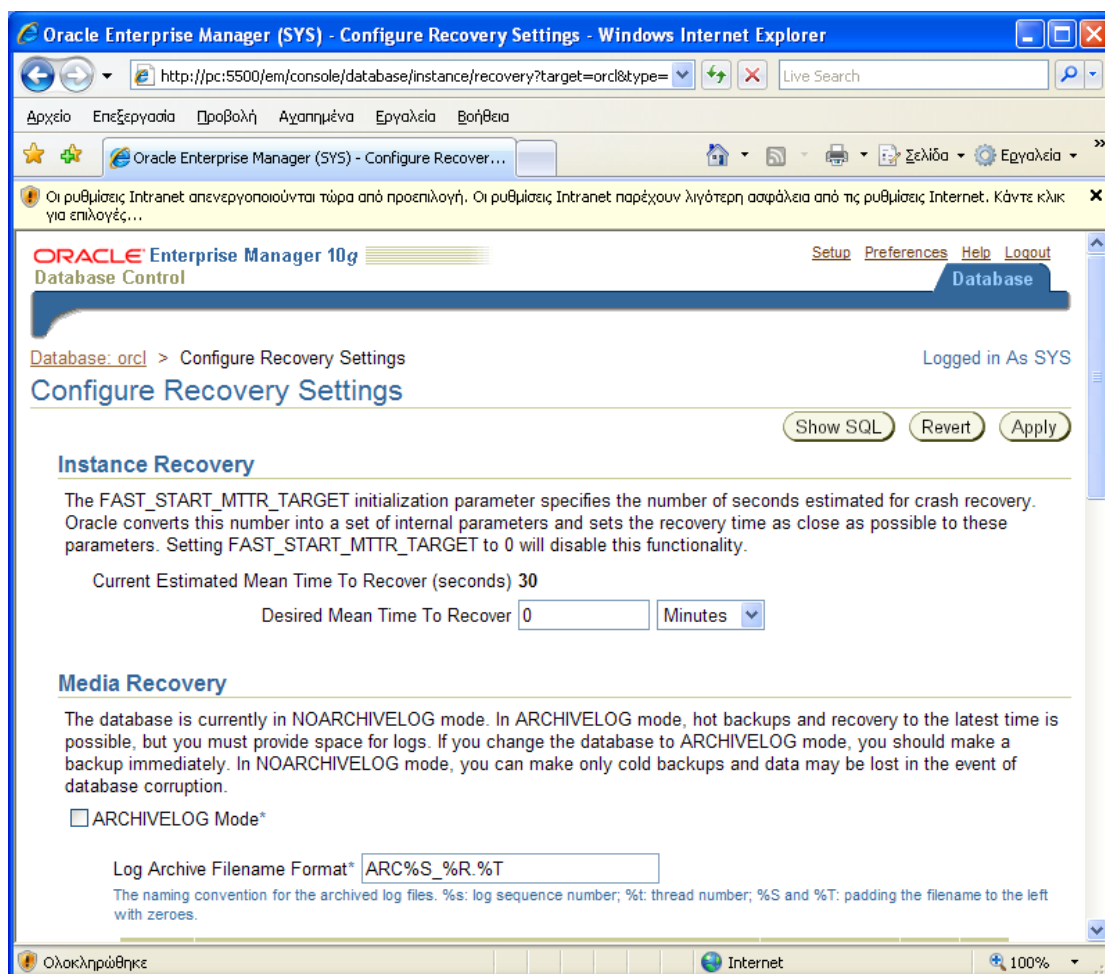 Oracle Enterprise Manager (SYS) - Configure Recovery Settings - Windows Internet Explorer
http://pc:5500/em/console/database/instance/recovery?target=orcl&type=
Live Search
Αρχείο Επεξεργασία Προβολή Αγαπημένα Εργαλεία Βοήθεια
Oracle Enterprise Manager (SYS) - Configure Recover...
Σελίδα Εργαλεία »
Οι ρυθμίσεις Intranet απενεργοποιούνται τώρα από προεπιλογή. Οι ρυθμίσεις Intranet παρέχουν λιγότερη ασφάλεια από τις ρυθμίσεις Internet. Κάντε κλικ
για επιλογές...
ORACLE Enterprise Manager 10g
Setup Preferences Help Logout
Database Control
Database
Database: orcl > Configure Recovery Settings
Logged in As SYS
Configure Recovery Settings
Show SQL Revert Apply
Instance Recovery
The FAST_START_MTTR_TARGET initialization parameter specifies the number of seconds estimated for crash recovery.
Oracle converts this number into a set of internal parameters and sets the recovery time as close as possible to these
parameters. Setting FAST_START_MTTR_TARGET to 0 will disable this functionality.
Current Estimated Mean Time To Recover (seconds) 30
Desired Mean Time To Recover 0 Minutes
Media Recovery
The database is currently in NOARCHIVELOG mode. In ARCHIVELOG mode, hot backups and recovery to the latest time is
possible, but you must provide space for logs. If you change the database to ARCHIVELOG mode, you should make a
backup immediately. In NOARCHIVELOG mode, you can make only cold backups and data may be lost in the event of
database corruption.
ARCHIVELOG Mode*
Log Archive Filename Format* ARC%S_%R.%T
The naming convention for the archived log files. %s: log sequence number; %t: thread number; %S and %T: padding the filename to the left
with zeroes.
Ολοκληρώθηκε
Internet
100%